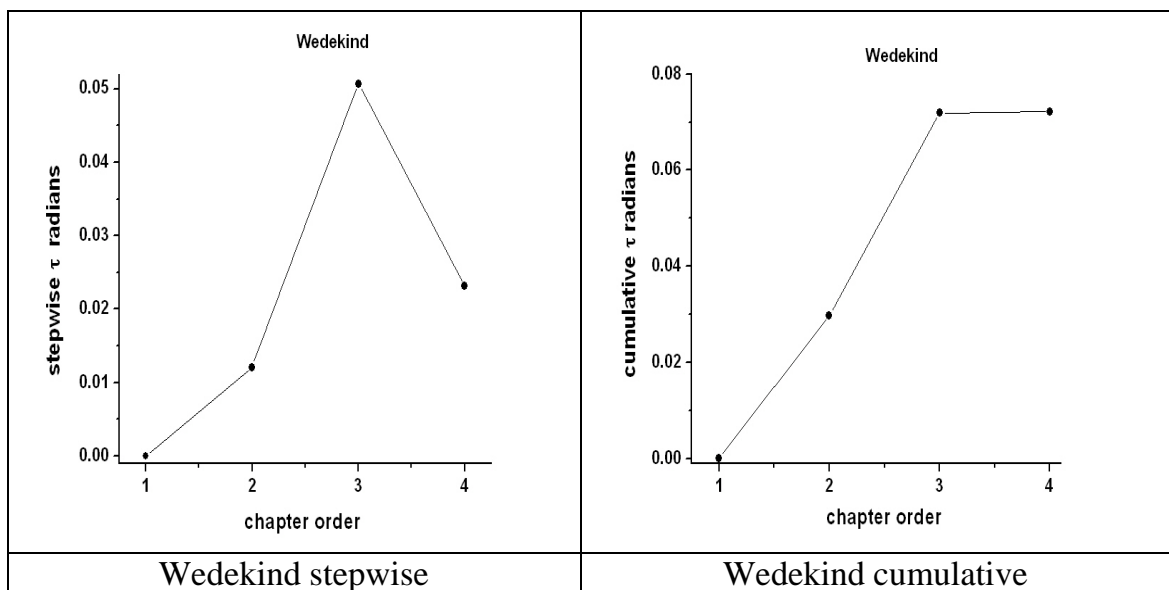 Wedekind
0.05
0.04
0.03
0.02
0.01
0.00
stepwise τ radians
1 2 3 4
chapter order
Wedekind stepwise
Wedekind
0.08
0.06
0.04
0.02
0.00
cumulative τ radians
1 2 3 4
chapter order
Wedekind cumulative